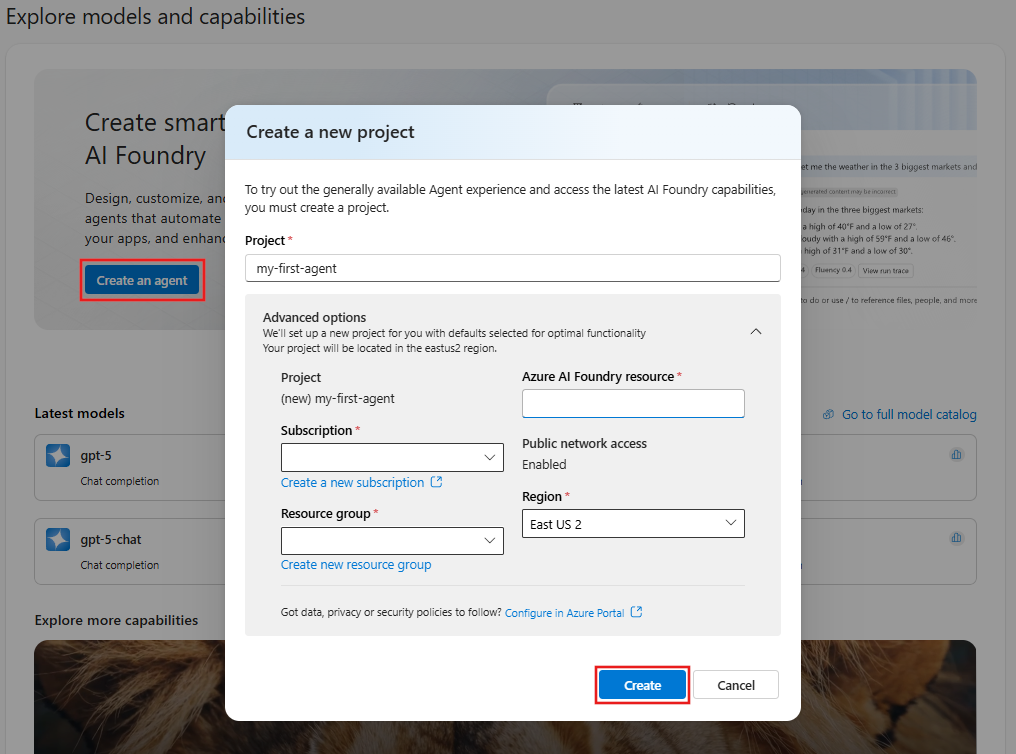 Explore models and capabilities
Create smart
AI Foundry
Design, customize, and
agents that automate
your apps, and enhanc
Create an agent
et me the weather in the 3 biggest markets and
generated content may be incorrect.
day in the three biggest markets:
a high of 40°F and a low of 27°.
loudy with a high of 59°F and a low of 46°.
high of 31°F and a low of 30°.
4 Fluency 0.4 View run trace
to do or use / to reference files, people, and more
Create a new project
To try out the generally available Agent experience and access the latest AI Foundry capabilities,
you must create a project.
Project *
my-first-agent
Advanced options
We'll set up a new project for you with defaults selected for optimal functionality
Your project will be located in the eastus2 region.
Project
(new) my-first-agent
Subscription *
Create a new subscription
Resource group *
Create new resource group
Azure AI Foundry resource *
Public network access
Enabled
Region *
East US 2
Got data, privacy or security policies to follow? Configure in Azure Portal
Create
Cancel
Latest models
Go to full model catalog
gpt-5
Chat completion
gpt-5-chat
Chat completion
Explore more capabilities